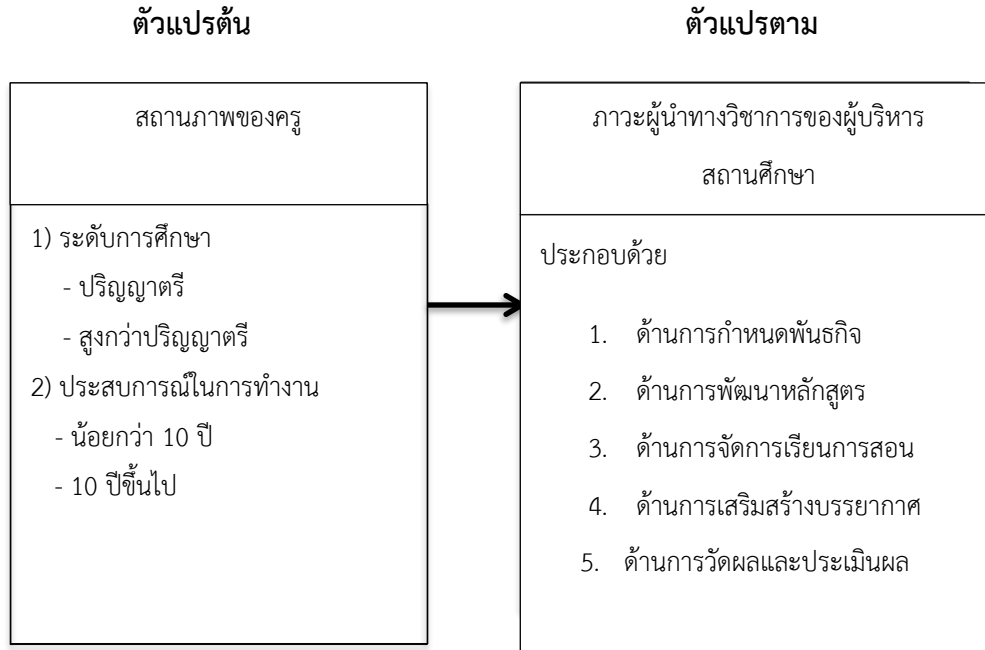 ตัวแปรต้น
ตัวแปรตาม
สถานภาพของครู
1) ระดับการศึกษา
- ปริญญาตรี
- สูงกว่าปริญญาตรี
2) ประสบการณ์ในการทำงาน
- น้อยกว่า 10 ปี
- 10 ปีขึ้นไป
ภาวะผู้นำทางวิชาการของผู้บริหาร
สถานศึกษา
ประกอบด้วย
1. ด้านการกำหนดพันธกิจ
2. ด้านการพัฒนาหลักสูตร
3. ด้านการจัดการเรียนการสอน
4. ด้านการเสริมสร้างบรรยากาศ
5. ด้านการวัดผลและประเมินผล